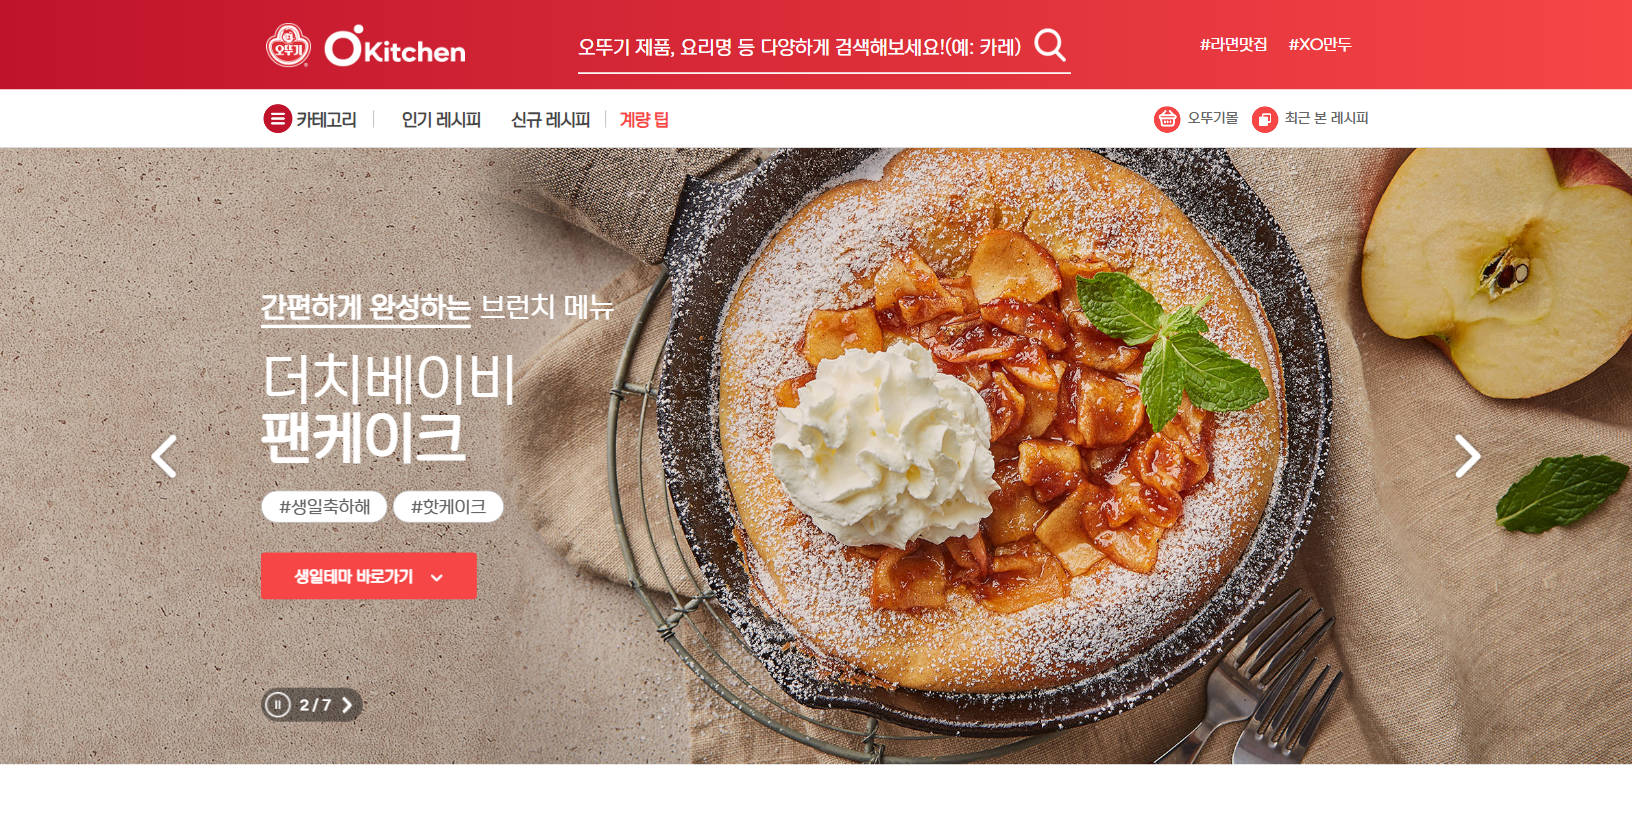 오뚜기
OKitchen
오뚜기 제품, 요리명 등 다양하게 검색해보세요!(예: 카레)
#라면맛집 #XO만두
카테고리
인기 레시피
신규 레시피
계량 팁
오뚜기몰
최근 본 레시피
간편하게 완성하는 브런치 메뉴
더치베이비
팬케이크
#생일축하해 #핫케이크
생일테마 바로가기
2 / 7